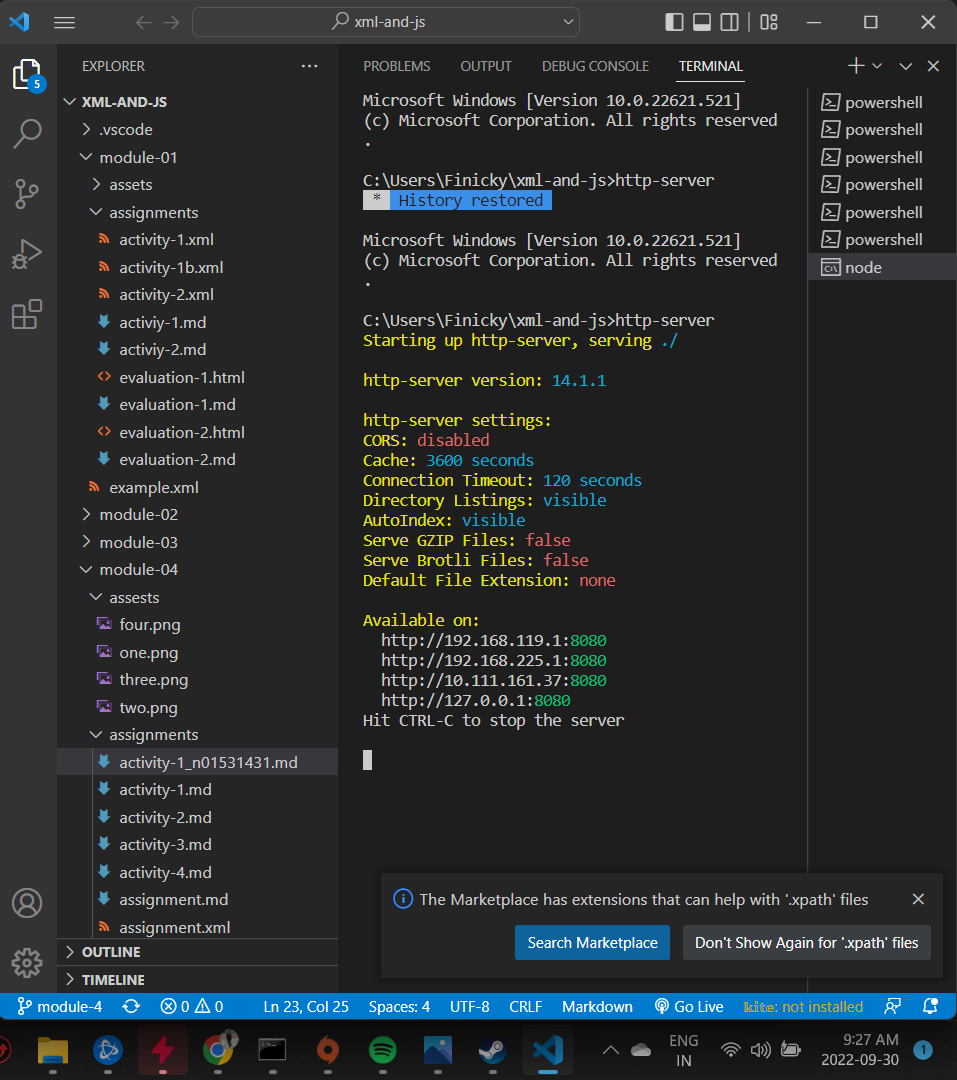 xml-and-js
5
EXPLORER
XML-AND-JS
.vscode
module-01
assets
assignments
activity-1.xml
activity-1b.xml
activity-2.xml
activiy-1.md
activiy-2.md
evaluation-1.html
evaluation-1.md
evaluation-2.html
evaluation-2.md
example.xml
module-02
module-03
module-04
assests
four.png
one.png
three.png
two.png
assignments
activity-1_n01531431.md
activity-1.md
activity-2.md
activity-3.md
activity-4.md
assignment.md
assignment.xml
OUTLINE
TIMELINE
PROBLEMS OUTPUT DEBUG CONSOLE TERMINAL
Microsoft Windows [Version 10.0.22621.521]
(c) Microsoft Corporation. All rights reserved
.
C:\Users\Finicky\xml-and-js>http-server
* History restored
Microsoft Windows [Version 10.0.22621.521]
(c) Microsoft Corporation. All rights reserved
.
C:\Users\Finicky\xml-and-js>http-server
Starting up http-server, serving ./
http-server version: 14.1.1
http-server settings:
CORS: disabled
Cache: 3600 seconds
Connection Timeout: 120 seconds
Directory Listings: visible
AutoIndex: visible
Serve GZIP Files: false
Serve Brotli Files: false
Default File Extension: none
Available on:
http://192.168.119.1:8080
http://192.168.225.1:8080
http://10.111.161.37:8080
http://127.0.0.1:8080
Hit CTRL-C to stop the server
powershell
powershell
powershell
powershell
powershell
powershell
node
The Marketplace has extensions that can help with '.xpath' files
Search Marketplace Don't Show Again for '.xpath' files
module-4 0 0 Ln 23, Col 25 Spaces: 4 UTF-8 CRLF Markdown Go Live kite: not installed
ENG
IN
9:27 AM
2022-09-30
1